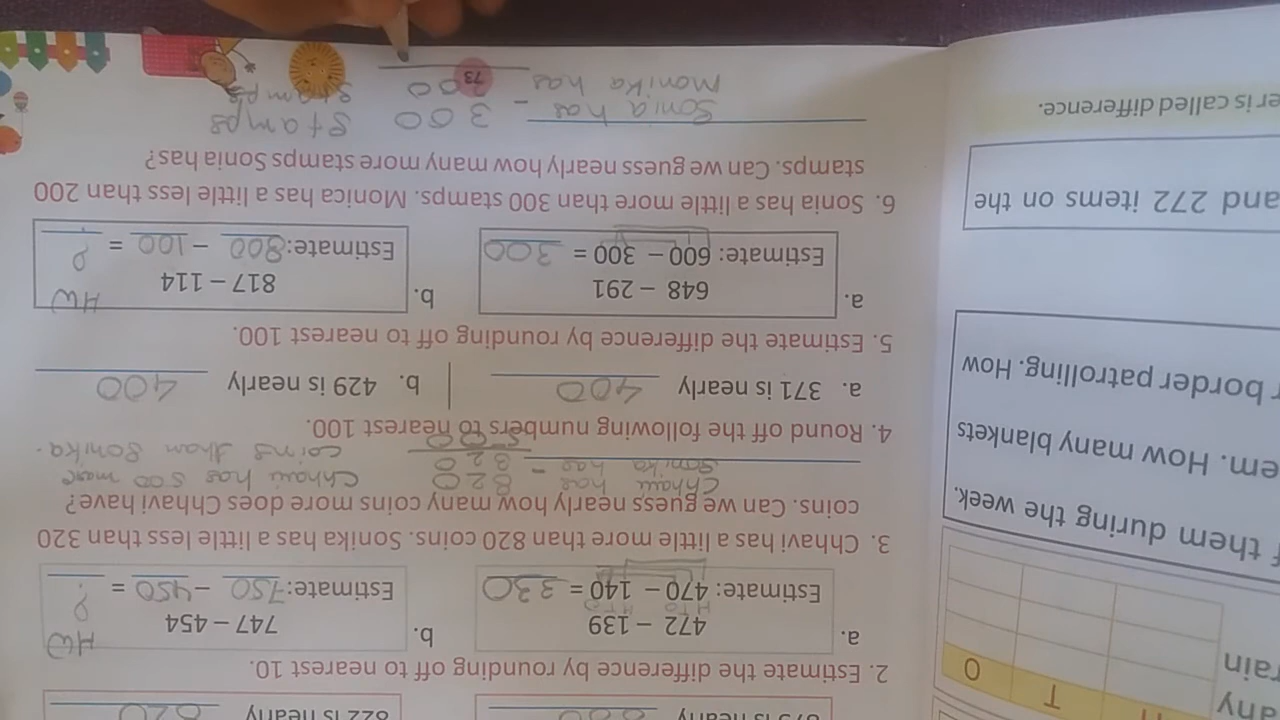 873 is nearly
822 is nearly 820
2. Estimate the difference by rounding off to nearest 10.
a. 472 – 139
HTO HTO
Estimate: 470 – 140 = 330
b. 747 – 454
HW
Estimate: 750 – 450 = ?
3. Chhavi has a little more than 820 coins. Sonika has a little less than 320
coins. Can we guess nearly how many coins more does Chhavi have?
Chhavi has - 820
Sonika has - 320
500
Chhavi has 500 more
coins than Sonika.
4. Round off the following numbers to nearest 100.
a. 371 is nearly 400
b. 429 is nearly 400
5. Estimate the difference by rounding off to nearest 100.
a. 648 – 291
Estimate: 600 – 300 = 300
b. 817 – 114
HW
Estimate: 800 – 100 = ?
6. Sonia has a little more than 300 stamps. Monica has a little less than 200
stamps. Can we guess nearly how many more stamps Sonia has?
Sonia has - 300 stamps
Monika has 200 stamps
73
any
rain
T
O
them during the week.
em. How many blankets
border patrolling. How
and 272 items on the
er is called difference.